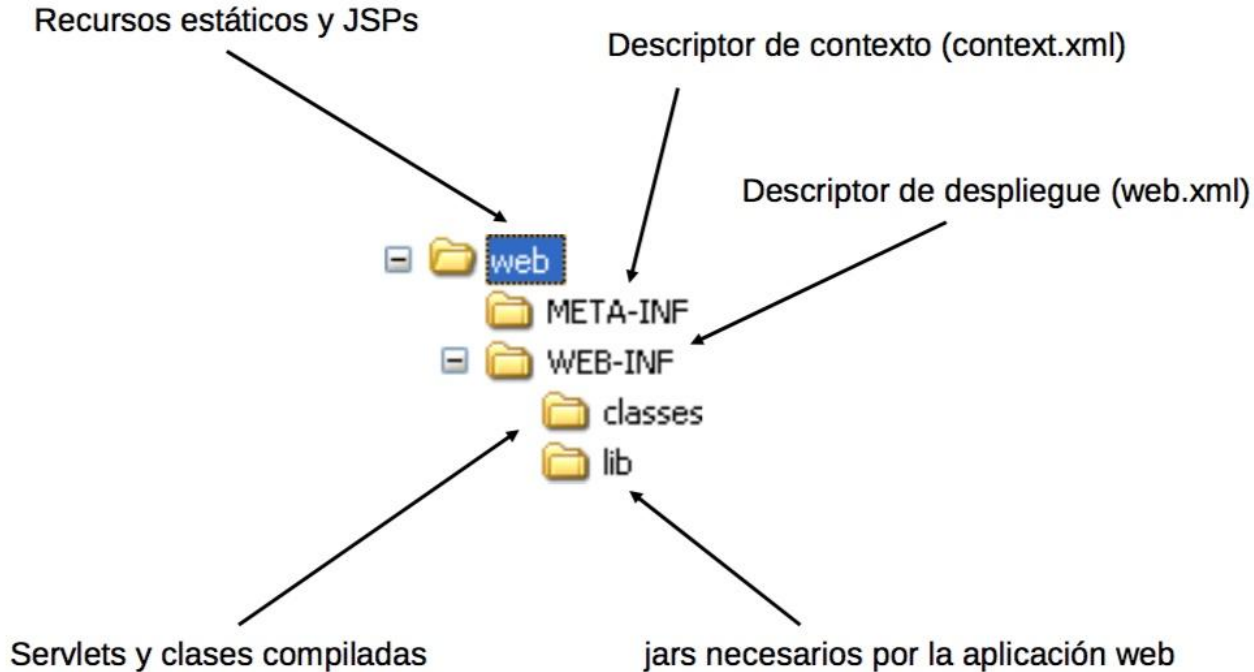 Recursos estáticos y JSPs
Descriptor de contexto (context.xml)
Descriptor de despliegue (web.xml)
web
META-INF
WEB-INF
classes
lib
Servlets y clases compiladas
jars necesarios por la aplicación web